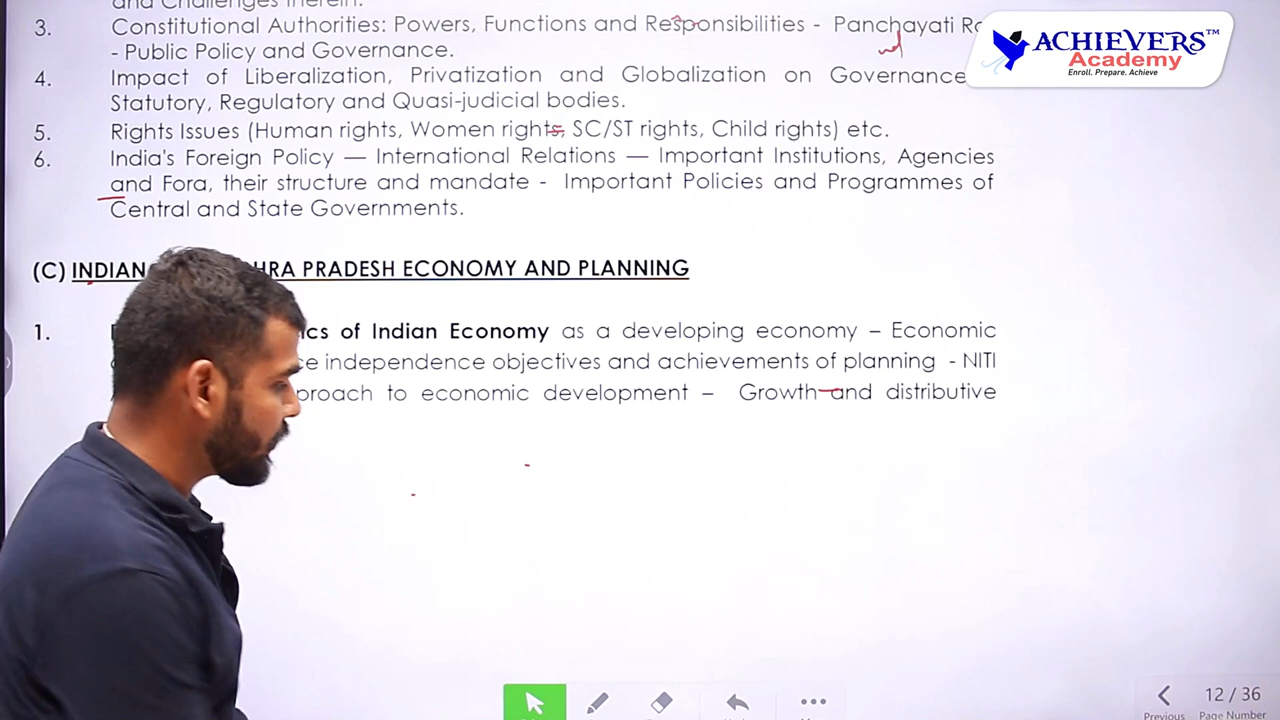 and Challenges therein.
3. Constitutional Authorities: Powers, Functions and Responsibilities - Panchayati
- Public Policy and Governance.
4. Impact of Liberalization, Privatization and Globalization on Governance
Statutory, Regulatory and Quasi-judicial bodies.
5. Rights Issues (Human rights, Women rights, SC/ST rights, Child rights) etc.
6. India's Foreign Policy — International Relations — Important Institutions, Agencies
and Fora, their structure and mandate - Important Policies and Programmes of
Central and State Governments.
(C) INDIAN PRADESH ECONOMY AND PLANNING
1. of Indian Economy as a developing economy – Economic
independence objectives and achievements of planning - NITI
to economic development – Growth and distributive
ACHIEVERS™
Academy
Enroll. Prepare. Achieve
12 / 36
Previous Page Number